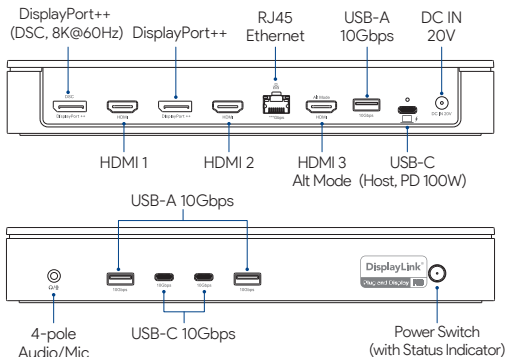 DisplayPort++
(DSC, 8K@60Hz)
DisplayPort++
RJ45
Ethernet
USB-A
10Gbps
DC IN
20V
DSC
DisplayPort ++
HDMI
DisplayPort ++
HDMI
Alt Mode
HDMI
10Gbps
DC IN 20V
HDMI 1
HDMI 2
HDMI 3
Alt Mode
USB-C
(Host, PD 100W)
USB-A 10Gbps
10Gbps
10Gbps
10Gbps
10Gbps
DisplayLink®
Plug and Display
4-pole
Audio/Mic
USB-C 10Gbps
Power Switch
(with Status Indicator)